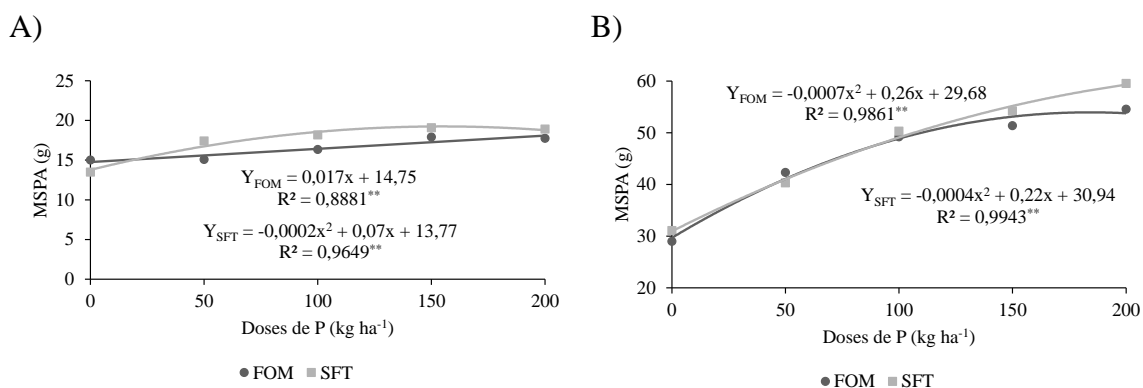 A)
MSPA (g)
25
20
15
10
5
0
Y_FOM = 0,017x + 14,75
R² = 0,8881**
Y_SFT = -0,0002x² + 0,07x + 13,77
R² = 0,9649**
0 50 100 150 200
Doses de P (kg ha⁻¹)
FOM SFT
B)
MSPA (g)
60
50
40
30
20
Y_FOM = -0,0007x² + 0,26x + 29,68
R² = 0,9861**
Y_SFT = -0,0004x² + 0,22x + 30,94
R² = 0,9943**
0 50 100 150 200
Doses de P (kg ha⁻¹)
FOM SFT